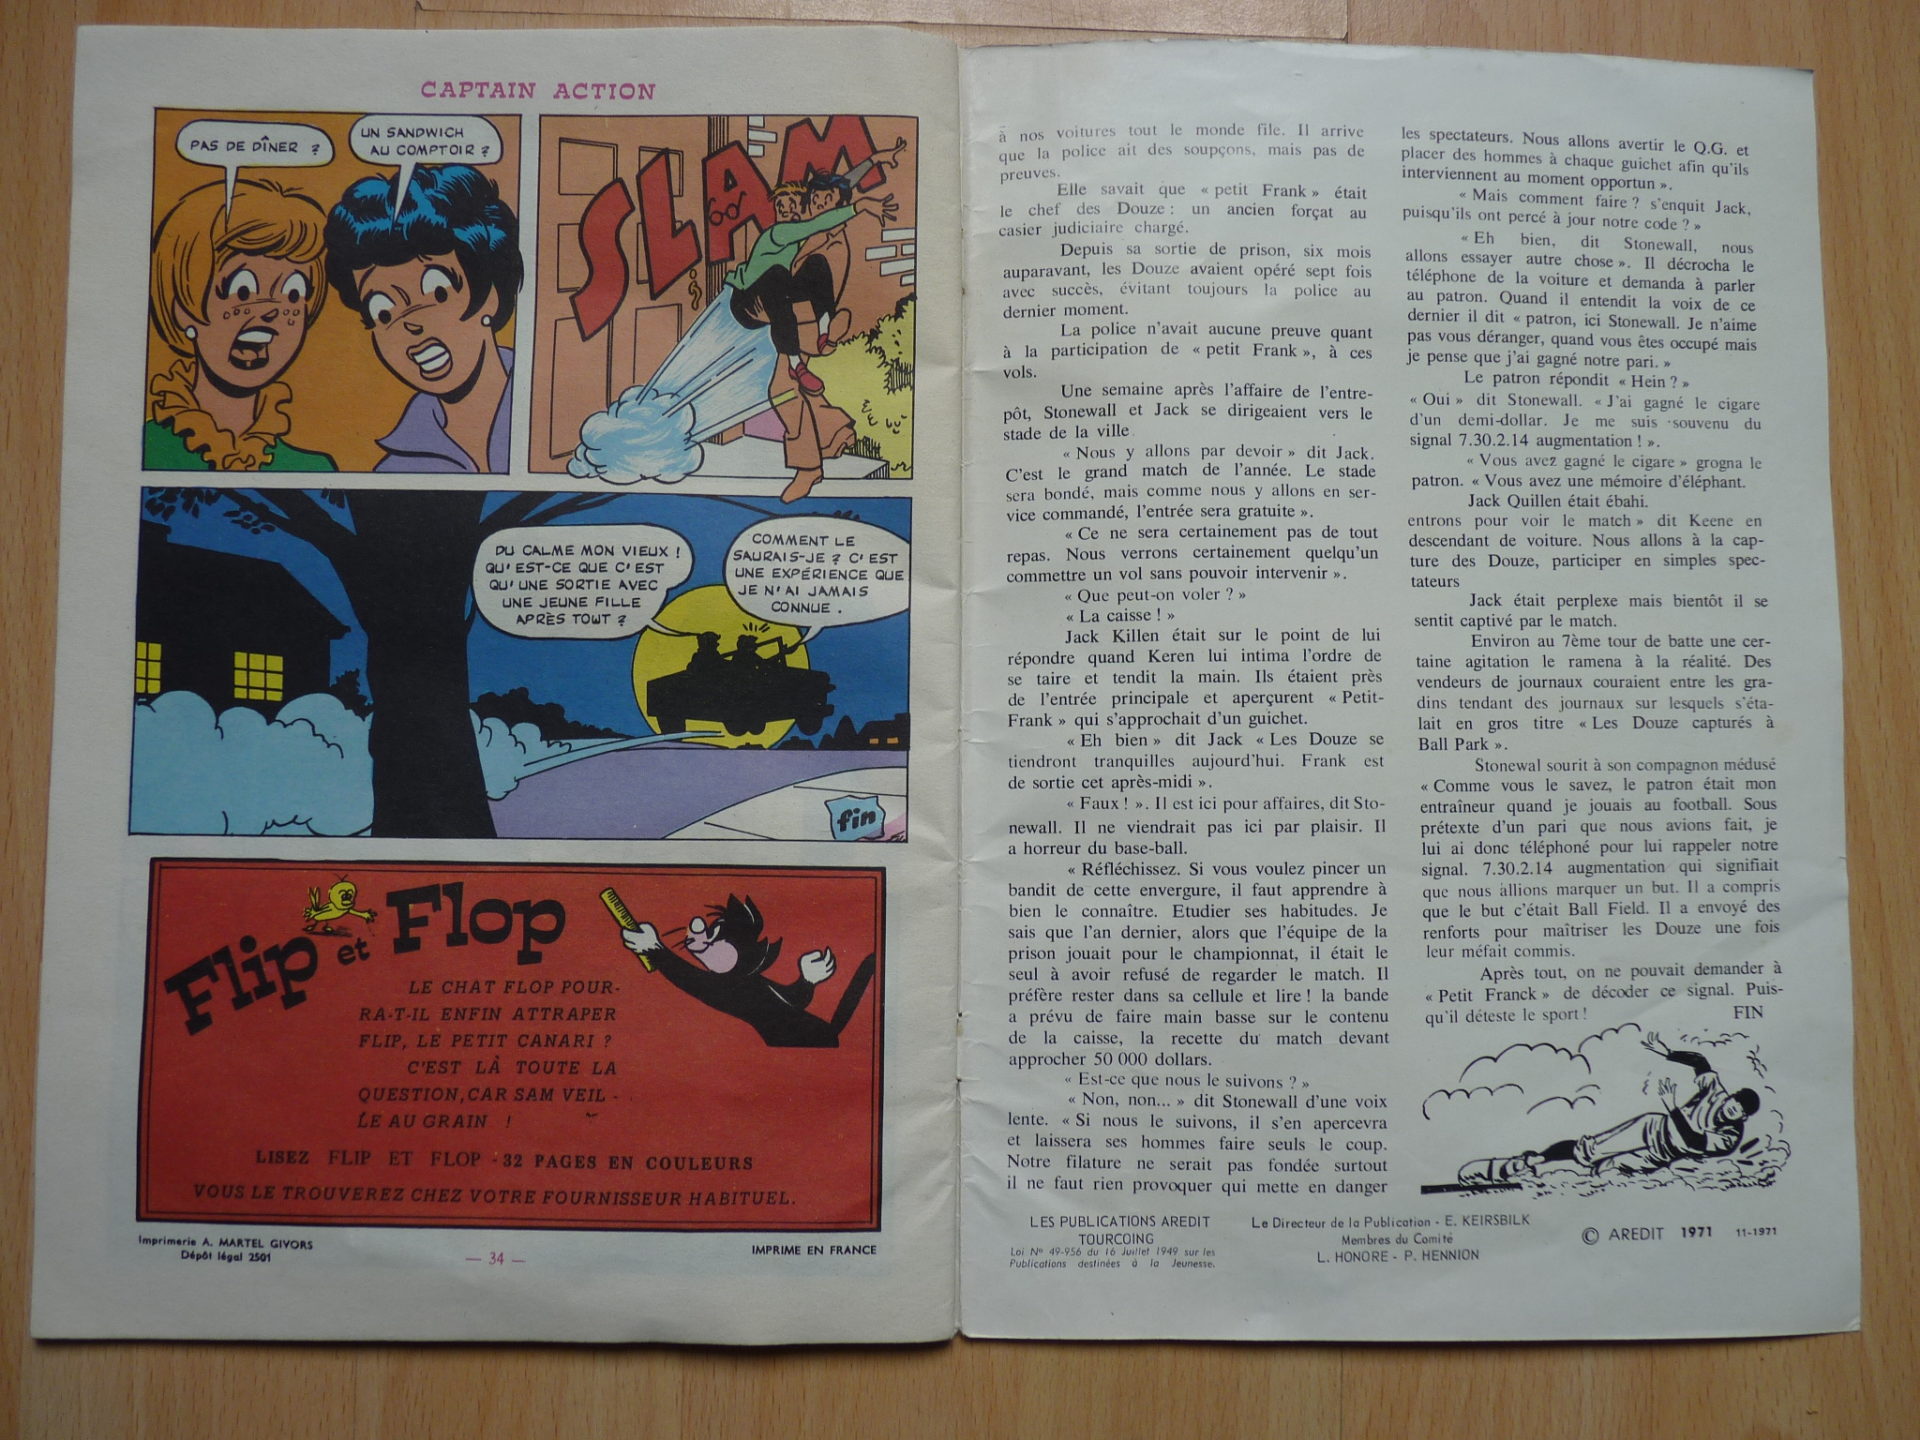 CAPTAIN ACTION
PAS DE DÎNER ?
UN SANDWICH
AU COMPTOIR ?
SLAM
DU CALME MON VIEUX !
QU'EST-CE QUE C'EST
QU'UNE SORTIE AVEC
UNE JEUNE FILLE
APRÈS TOUT ?
COMMENT LE
SAURAIS-JE ? C'EST
UNE EXPÉRIENCE QUE
JE N'AI JAMAIS
CONNUE .
fin
Flip et Flop
LE CHAT FLOP POUR-
RA-T-IL ENFIN ATTRAPER
FLIP, LE PETIT CANARI ?
C'EST LÀ TOUTE LA
QUESTION, CAR SAM VEIL -
LE AU GRAIN !
LISEZ FLIP ET FLOP - 32 PAGES EN COULEURS
VOUS LE TROUVEREZ CHEZ VOTRE FOURNISSEUR HABITUEL.
Imprimerie A. MARTEL GIVORS
Dépôt légal 2501
— 34 —
IMPRIME EN FRANCE
à nos voitures tout le monde file. Il arrive
que la police ait des soupçons, mais pas de
preuves.
Elle savait que « petit Frank » était
le chef des Douze : un ancien forçat au
casier judiciaire chargé.
Depuis sa sortie de prison, six mois
auparavant, les Douze avaient opéré sept fois
avec succès, évitant toujours la police au
dernier moment.
La police n'avait aucune preuve quant
à la participation de « petit Frank », à ces
vols.
Une semaine après l'affaire de l'entre-
pôt, Stonewall et Jack se dirigeaient vers le
stade de la ville
« Nous y allons par devoir » dit Jack.
C'est le grand match de l'année. Le stade
sera bondé, mais comme nous y allons en ser-
vice commandé, l'entrée sera gratuite ».
« Ce ne sera certainement pas de tout
repas. Nous verrons certainement quelqu'un
commettre un vol sans pouvoir intervenir ».
« Que peut-on voler ? »
« La caisse ! »
Jack Killen était sur le point de lui
répondre quand Keren lui intima l'ordre de
se taire et tendit la main. Ils étaient près
de l'entrée principale et aperçurent « Petit-
Frank » qui s'approchait d'un guichet.
« Eh bien » dit Jack « Les Douze se
tiendront tranquilles aujourd'hui. Frank est
de sortie cet après-midi ».
« Faux ! ». Il est ici pour affaires, dit Sto-
newall. Il ne viendrait pas ici par plaisir. Il
a horreur du base-ball.
« Réfléchissez. Si vous voulez pincer un
bandit de cette envergure, il faut apprendre à
bien le connaître. Etudier ses habitudes. Je
sais que l'an dernier, alors que l'équipe de la
prison jouait pour le championnat, il était le
seul à avoir refusé de regarder le match. Il
préfère rester dans sa cellule et lire ! la bande
a prévu de faire main basse sur le contenu
de la caisse, la recette du match devant
approcher 50 000 dollars.
« Est-ce que nous le suivons ? »
« Non, non... » dit Stonewall d'une voix
lente. « Si nous le suivons, il s'en apercevra
et laissera ses hommes faire seuls le coup.
Notre filature ne serait pas fondée surtout
il ne faut rien provoquer qui mette en danger
les spectateurs. Nous allons avertir le Q.G. et
placer des hommes à chaque guichet afin qu'ils
interviennent au moment opportun ».
« Mais comment faire ? s'enquit Jack,
puisqu'ils ont percé à jour notre code ? »
« Eh bien, dit Stonewall, nous
allons essayer autre chose ». Il décrocha le
téléphone de la voiture et demanda à parler
au patron. Quand il entendit la voix de ce
dernier il dit « patron, ici Stonewall. Je n'aime
pas vous déranger, quand vous êtes occupé mais
je pense que j'ai gagné notre pari. »
Le patron répondit « Hein ? »
« Oui » dit Stonewall. « J'ai gagné le cigare
d'un demi-dollar. Je me suis souvenu du
signal 7.30.2.14 augmentation ! ».
« Vous avez gagné le cigare » grogna le
patron. « Vous avez une mémoire d'éléphant.
Jack Quillen était ébahi.
entrons pour voir le match » dit Keene en
descendant de voiture. Nous allons à la cap-
ture des Douze, participer en simples spec-
tateurs
Jack était perplexe mais bientôt il se
sentit captivé par le match.
Environ au 7ème tour de batte une cer-
taine agitation le ramena à la réalité. Des
vendeurs de journaux couraient entre les gra-
dins tendant des journaux sur lesquels s'éta-
lait en gros titre « Les Douze capturés à
Ball Park ».
Stonewal sourit à son compagnon médusé
« Comme vous le savez, le patron était mon
entraîneur quand je jouais au football. Sous
prétexte d'un pari que nous avions fait, je
lui ai donc téléphoné pour lui rappeler notre
signal. 7.30.2.14 augmentation qui signifiait
que nous allions marquer un but. Il a compris
que le but c'était Ball Field. Il a envoyé des
renforts pour maîtriser les Douze une fois
leur méfait commis.
Après tout, on ne pouvait demander à
« Petit Franck » de décoder ce signal. Puis-
qu'il déteste le sport ! FIN
LES PUBLICATIONS AREDIT
TOURCOING
Loi Nº 49-956 du 16 Juillet 1949 sur les
Publications destinées à la Jeunesse.
Le Directeur de la Publication - E. KEIRSBILK
Membres du Comité
L. HONORE - P. HENNION
© AREDIT 1971 11-1971